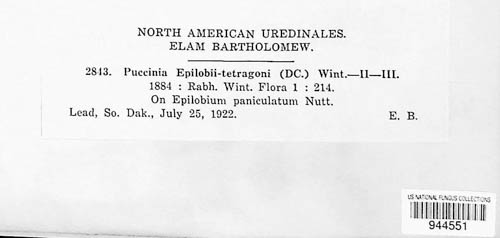 NORTH AMERICAN UREDINALES.
ELAM BARTHOLOMEW.
2843. Puccinia Epilobii-tetragoni (DC.) Wint.—II—III.
1884 : Rabh. Wint. Flora 1 : 214.
On Epilobium paniculatum Nutt.
Lead, So. Dak., July 25, 1922. E. B.
US NATIONAL FUNGUS COLLECTIONS
944551